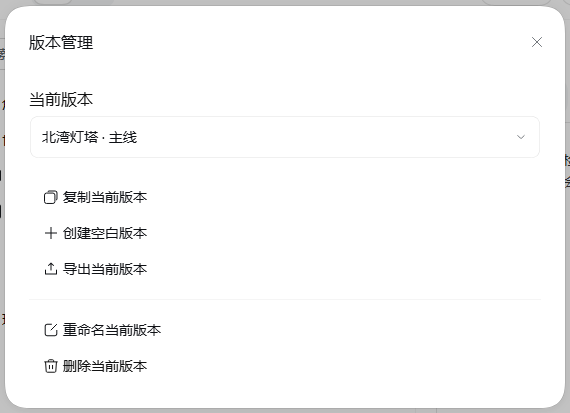 版本管理
当前版本
北湾灯塔 · 主线
复制当前版本
创建空白版本
导出当前版本
重命名当前版本
删除当前版本